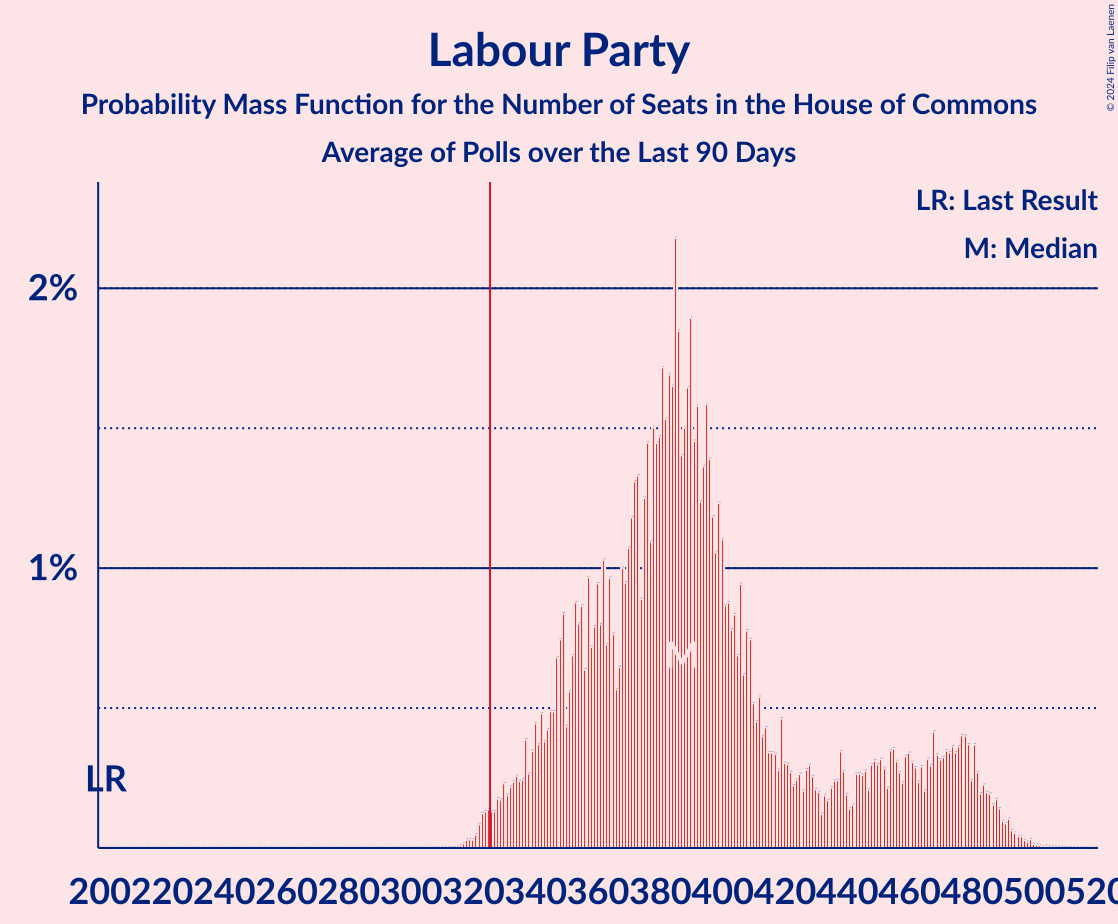 Labour Party
Probability Mass Function for the Number of Seats in the House of Commons
Average of Polls over the Last 90 Days
© 2024 Filip van Laenen
LR: Last Result
M: Median
2%
1%
LR
M
200220240260280300320340360380400420440460480500520